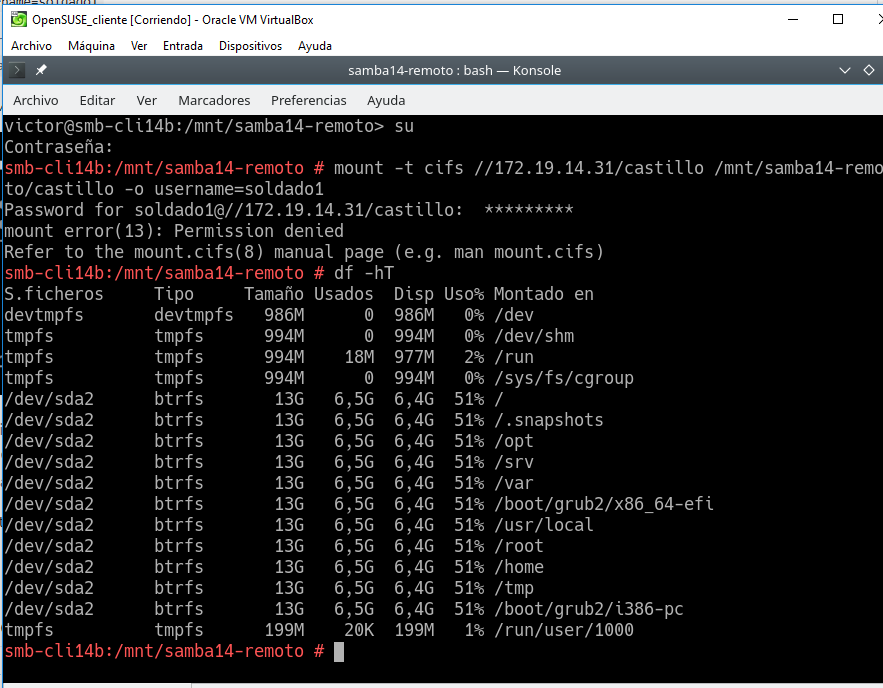 OpenSUSE_cliente [Corriendo] - Oracle VM VirtualBox
Archivo Máquina Ver Entrada Dispositivos Ayuda
samba14-remoto : bash — Konsole
Archivo Editar Ver Marcadores Preferencias Ayuda
victor@smb-cli14b:/mnt/samba14-remoto> su
Contraseña:
smb-cli14b:/mnt/samba14-remoto # mount -t cifs //172.19.14.31/castillo /mnt/samba14-remo
to/castillo -o username=soldado1
Password for soldado1@//172.19.14.31/castillo:  *********
mount error(13): Permission denied
Refer to the mount.cifs(8) manual page (e.g. man mount.cifs)
smb-cli14b:/mnt/samba14-remoto # df -hT
S.ficheros     Tipo     Tamaño Usados  Disp Uso% Montado en
devtmpfs       devtmpfs   986M      0  986M   0% /dev
tmpfs          tmpfs      994M      0  994M   0% /dev/shm
tmpfs          tmpfs      994M    18M  977M   2% /run
tmpfs          tmpfs      994M      0  994M   0% /sys/fs/cgroup
/dev/sda2      btrfs       13G   6,5G  6,4G  51% /
/dev/sda2      btrfs       13G   6,5G  6,4G  51% /.snapshots
/dev/sda2      btrfs       13G   6,5G  6,4G  51% /opt
/dev/sda2      btrfs       13G   6,5G  6,4G  51% /srv
/dev/sda2      btrfs       13G   6,5G  6,4G  51% /var
/dev/sda2      btrfs       13G   6,5G  6,4G  51% /boot/grub2/x86_64-efi
/dev/sda2      btrfs       13G   6,5G  6,4G  51% /usr/local
/dev/sda2      btrfs       13G   6,5G  6,4G  51% /root
/dev/sda2      btrfs       13G   6,5G  6,4G  51% /home
/dev/sda2      btrfs       13G   6,5G  6,4G  51% /tmp
/dev/sda2      btrfs       13G   6,5G  6,4G  51% /boot/grub2/i386-pc
tmpfs          tmpfs      199M    20K  199M   1% /run/user/1000
smb-cli14b:/mnt/samba14-remoto #